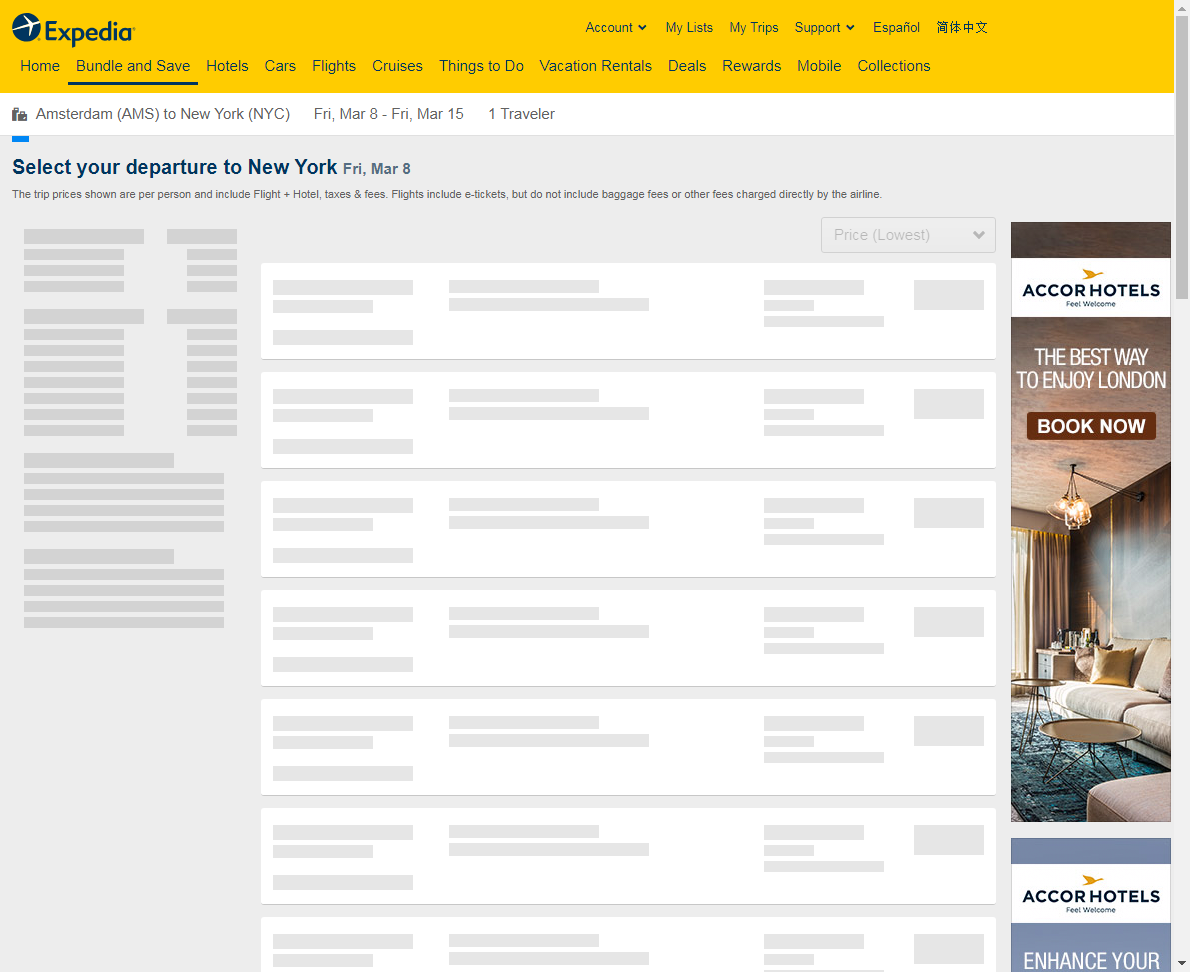 Expedia
Account My Lists My Trips Support Español 简体中文
Home Bundle and Save Hotels Cars Flights Cruises Things to Do Vacation Rentals Deals Rewards Mobile Collections
Amsterdam (AMS) to New York (NYC) Fri, Mar 8 - Fri, Mar 15 1 Traveler
Select your departure to New York Fri, Mar 8
The trip prices shown are per person and include Flight + Hotel, taxes & fees. Flights include e-tickets, but do not include baggage fees or other fees charged directly by the airline.
Price (Lowest)
ACCOR HOTELS
Feel Welcome
THE BEST WAY
TO ENJOY LONDON
BOOK NOW
ACCOR HOTELS
Feel Welcome
ENHANCE YOUR